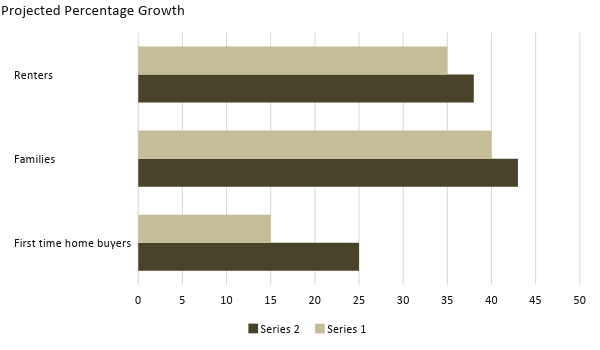 Projected Percentage Growth
Renters
Families
First time home buyers
0 5 10 15 20 25 30 35 40 45 50
Series 2 Series 1